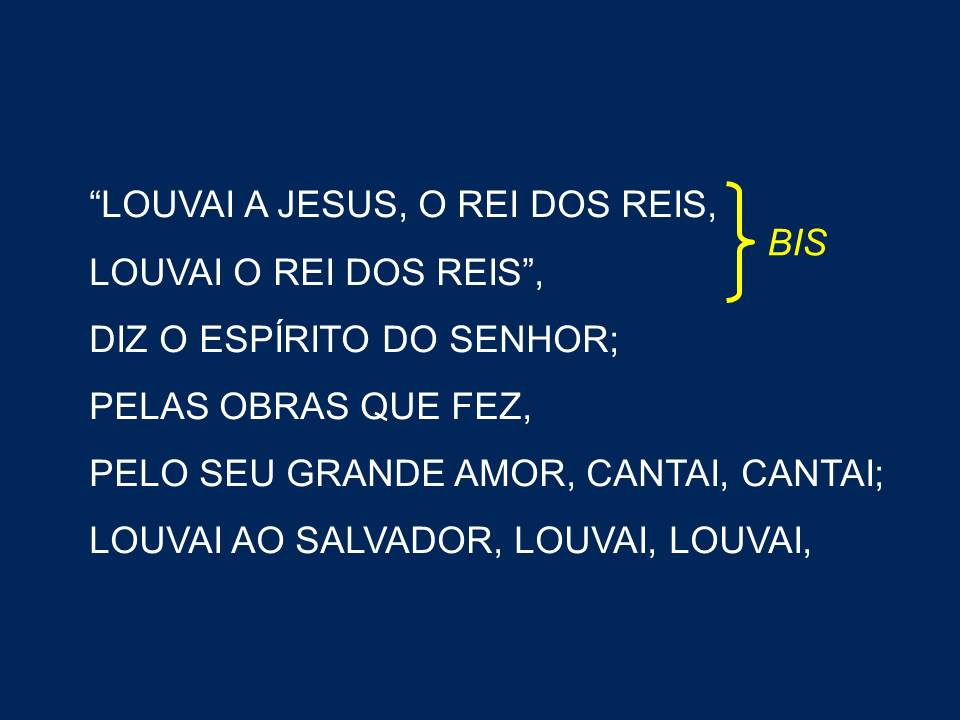 “LOUVAI A JESUS, O REI DOS REIS,
LOUVAI O REI DOS REIS”,
BIS
DIZ O ESPÍRITO DO SENHOR;
PELAS OBRAS QUE FEZ,
PELO SEU GRANDE AMOR, CANTAI, CANTAI;
LOUVAI AO SALVADOR, LOUVAI, LOUVAI,